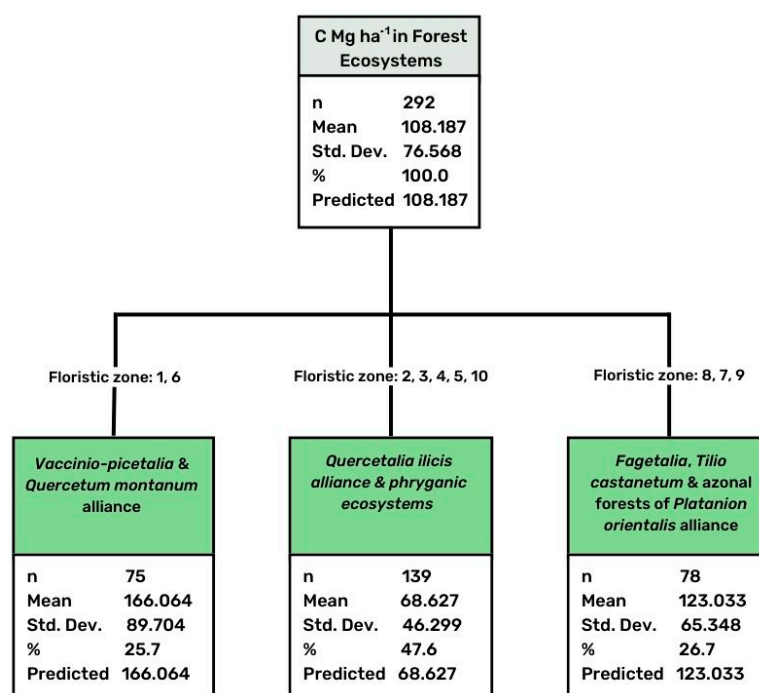 C Mg ha⁻¹ in Forest
Ecosystems
n 292
Mean 108.187
Std. Dev. 76.568
% 100.0
Predicted 108.187
Floristic zone: 1, 6
Floristic zone: 2, 3, 4, 5, 10
Floristic zone: 8, 7, 9
Vaccinio-picetalia &
Quercetum montanum
alliance
n 75
Mean 166.064
Std. Dev. 89.704
% 25.7
Predicted 166.064
Quercetalia ilicis
alliance & phryganic
ecosystems
n 139
Mean 68.627
Std. Dev. 46.299
% 47.6
Predicted 68.627
Fagetalia, Tilio
castanetum & azonal
forests of Platanion
orientalis alliance
n 78
Mean 123.033
Std. Dev. 65.348
% 26.7
Predicted 123.033